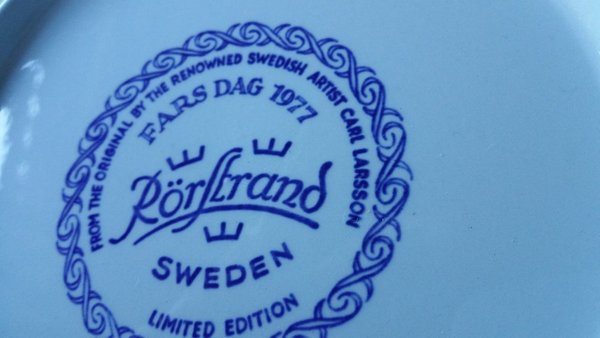 FROM THE ORIGINAL BY THE RENOWNED SWEDISH ARTIST CARL LARSSON
FARS DAG 1977
Rörstrand
SWEDEN
LIMITED EDITION